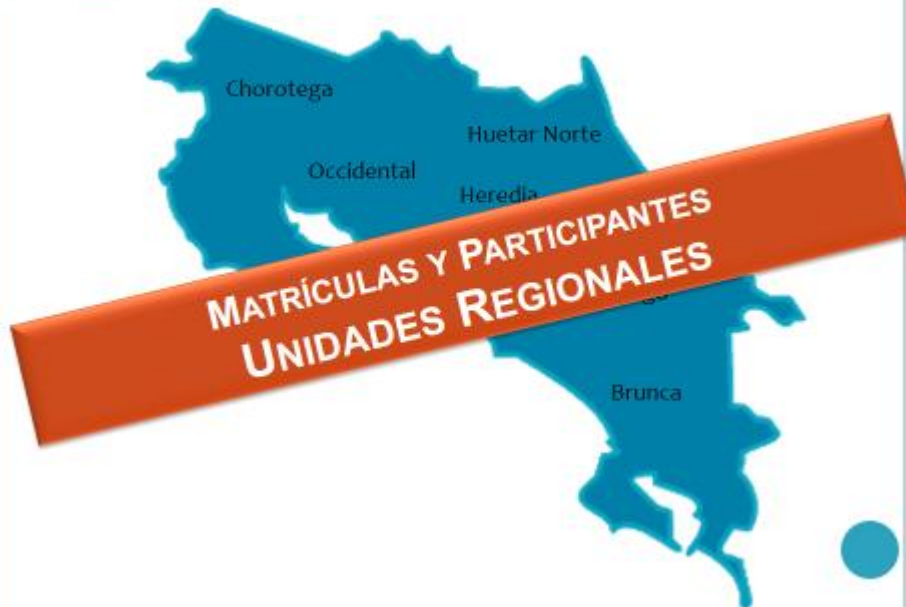 Chorotega
Huetar Norte
Occidental
Heredia
MATRÍCULAS Y PARTICIPANTES
UNIDADES REGIONALES
Brunca